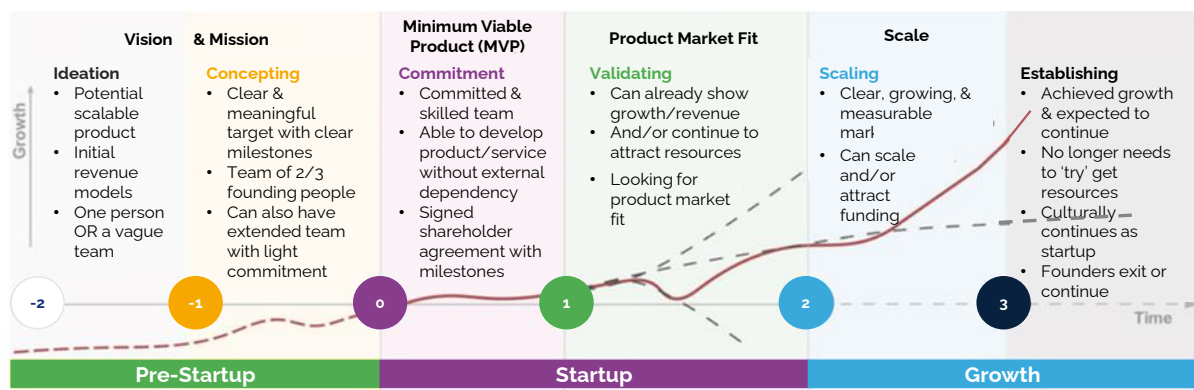 Vision & Mission
Minimum Viable
Product (MVP)
Product Market Fit
Scale
Growth
Ideation
• Potential
scalable
product
• Initial
revenue
models
• One person
OR a vague
team
Concepting
• Clear &
meaningful
target with clear
milestones
• Team of 2/3
founding people
• Can also have
extended team
with light
commitment
Commitment
• Committed &
skilled team
• Able to develop
product/service
without external
dependency
• Signed
shareholder
agreement with
milestones
Validating
• Can already show
growth/revenue
• And/or continue to
attract resources
• Looking for
product market
fit
Scaling
• Clear, growing, &
measurable
• Can scale
and/or
attract
funding
Establishing
• Achieved growth
& expected to
continue
• No longer needs
to ‘try’ get
resources
• Culturally
continues as
startup
• Founders exit or
continue
-2
-1
0
1
2
3
Time
Pre-Startup
Startup
Growth